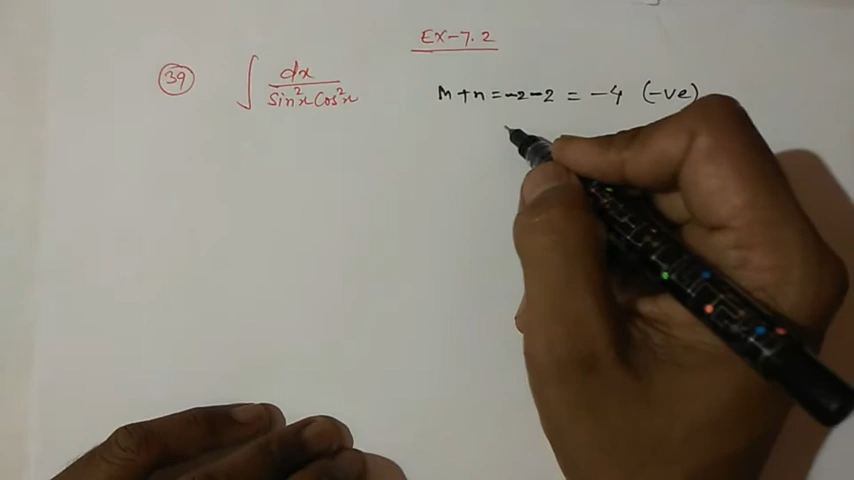 EX-7.2
39 ∫ dx / Sin²x Cos²x
m+n = -2-2 = -4 (-ve)